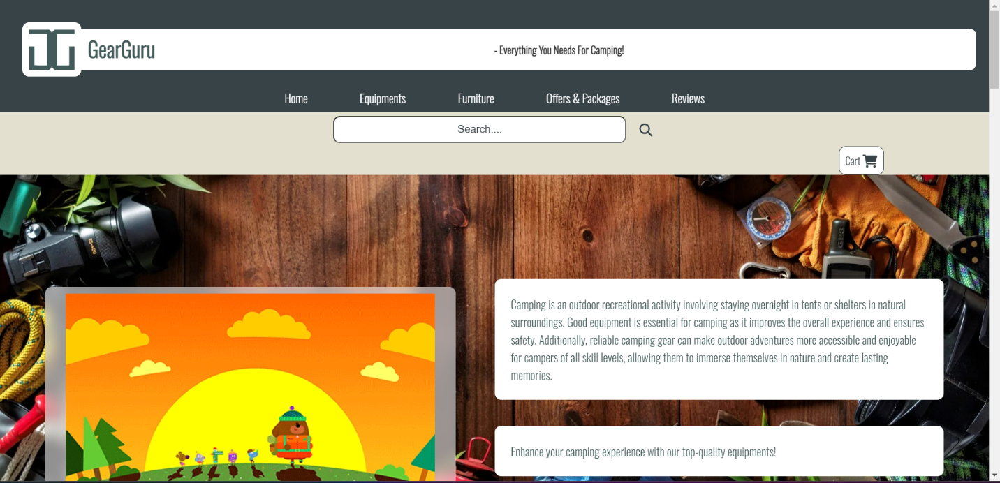 GearGuru
- Everything You Needs For Camping!
Home Equipments Furniture Offers & Packages Reviews
Search....
Cart
GPS
Camping is an outdoor recreational activity involving staying overnight in tents or shelters in natural
surroundings. Good equipment is essential for camping as it improves the overall experience and ensures
safety. Additionally, reliable camping gear can make outdoor adventures more accessible and enjoyable
for campers of all skill levels, allowing them to immerse themselves in nature and create lasting
memories.
Enhance your camping experience with our top-quality equipments!